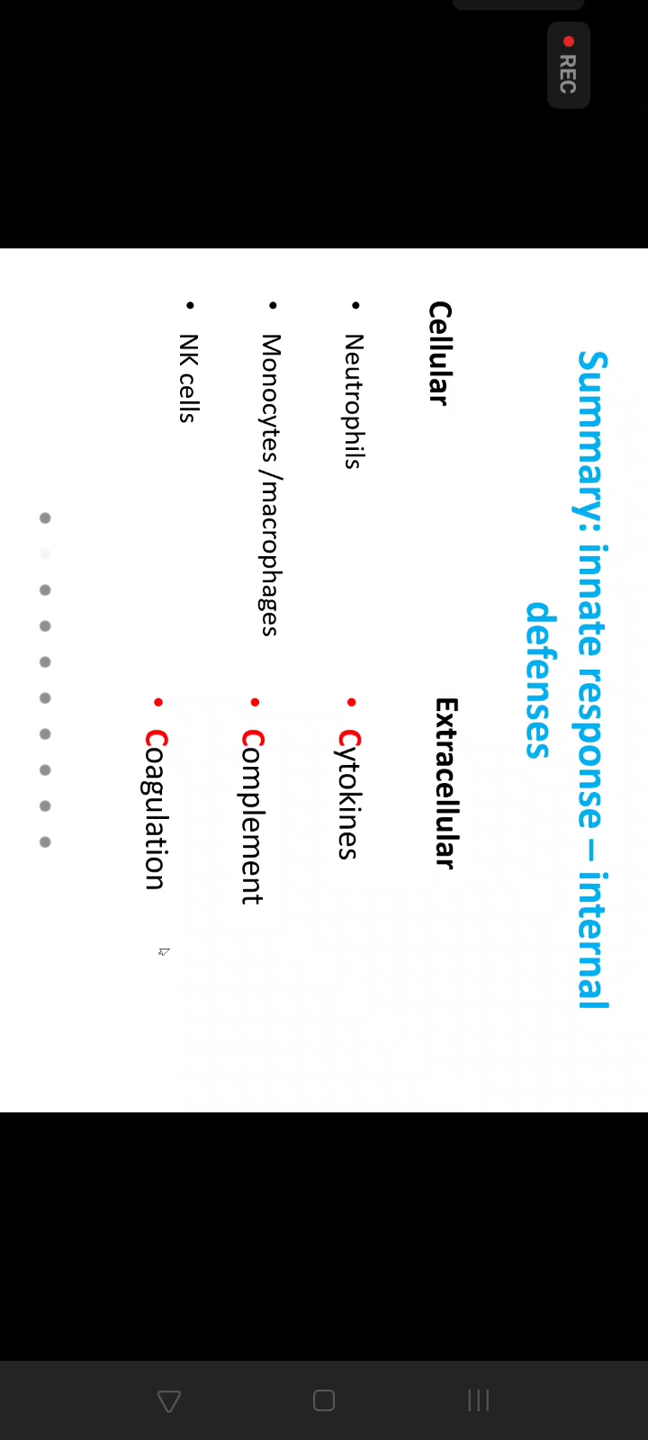 REC
Summary: innate response – internal
defenses
Cellular
• Neutrophils
• Monocytes /macrophages
• NK cells
Extracellular
• Cytokines
• Complement
• Coagulation